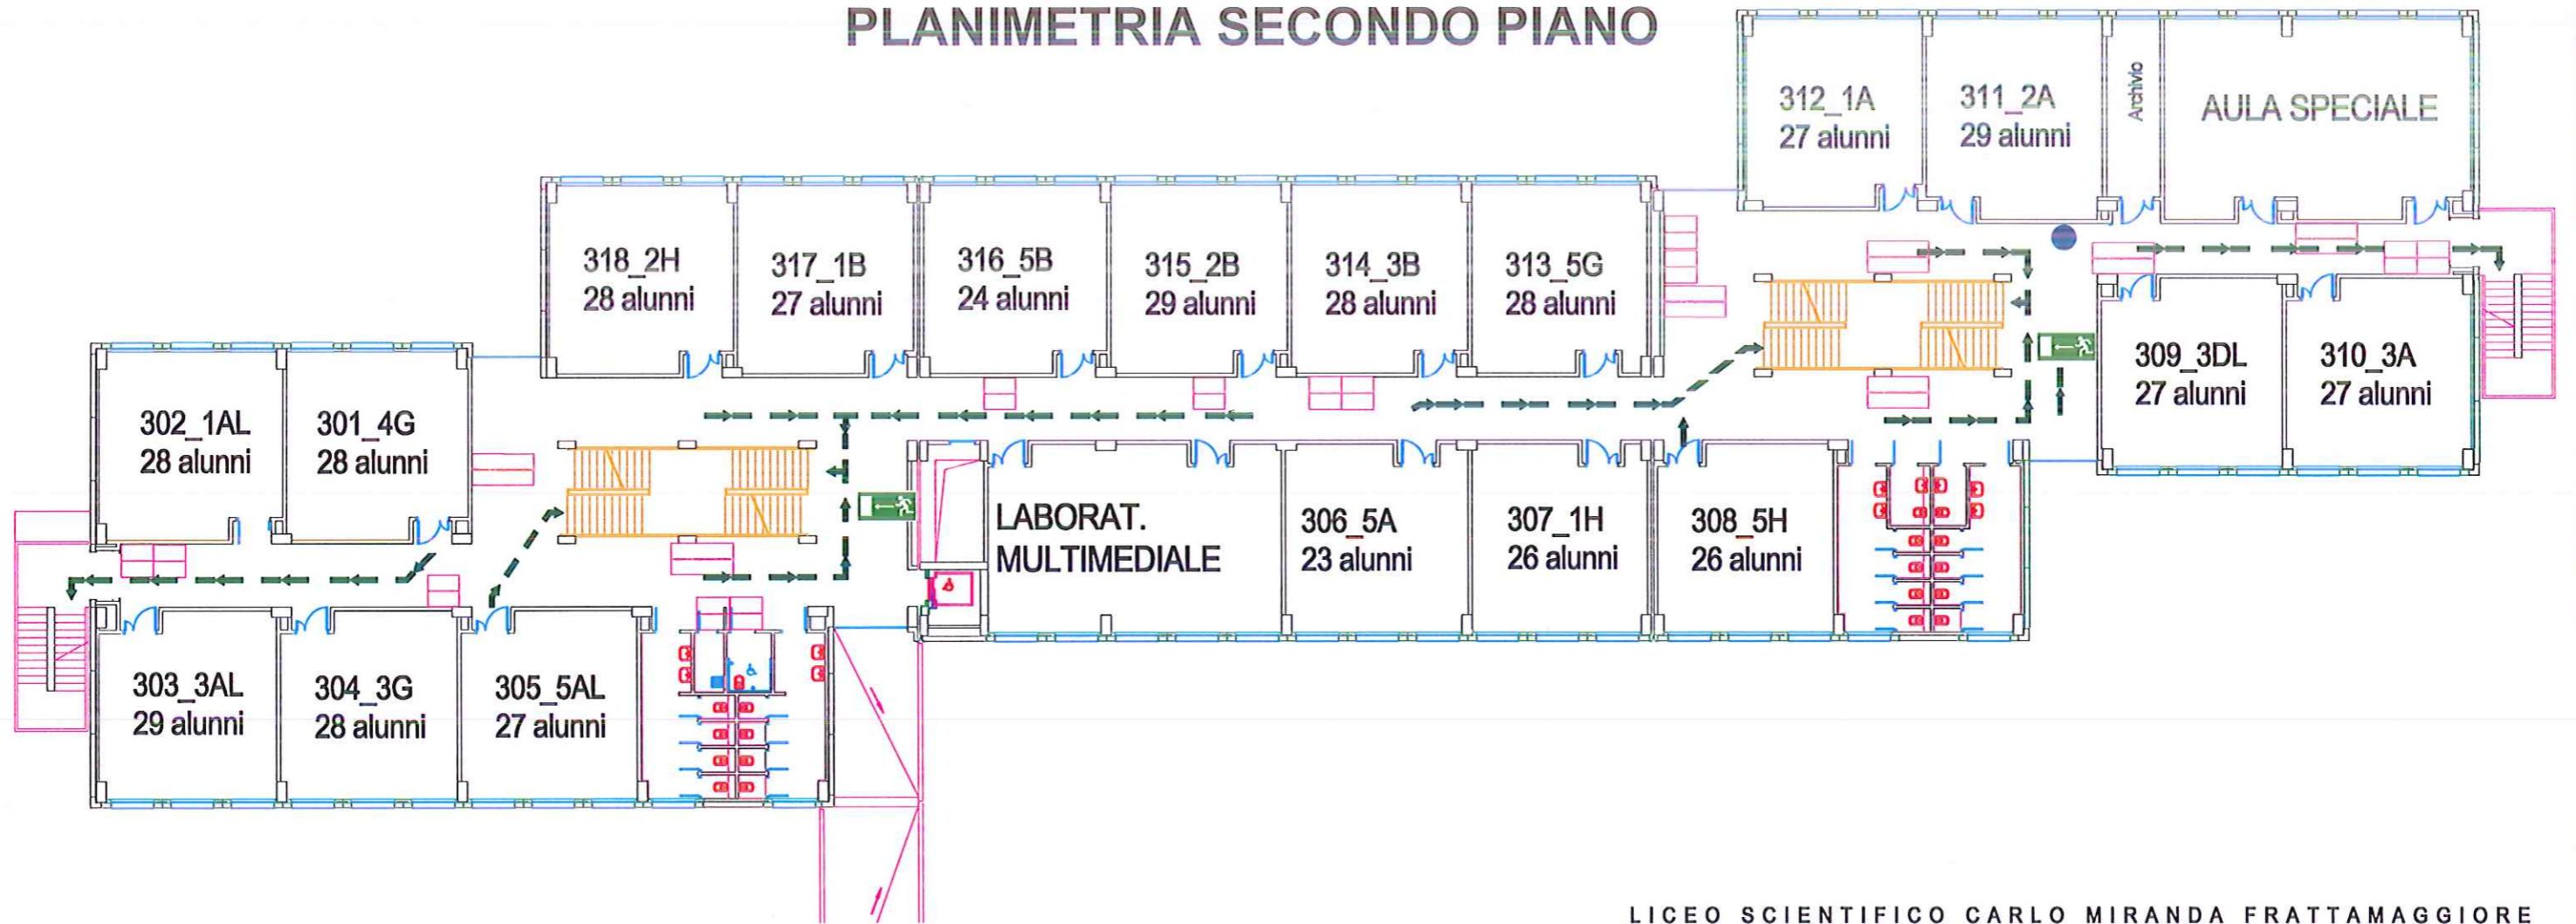 PLANIMETRIA SECONDO PIANO
312_1A
27 alunni
311_2A
29 alunni
Archivio
AULA SPECIALE
318_2H
28 alunni
317_1B
27 alunni
316_5B
24 alunni
315_2B
29 alunni
314_3B
28 alunni
313_5G
28 alunni
309_3DL
27 alunni
310_3A
27 alunni
302_1AL
28 alunni
301_4G
28 alunni
LABORAT.
MULTIMEDIALE
306_5A
23 alunni
307_1H
26 alunni
308_5H
26 alunni
303_3AL
29 alunni
304_3G
28 alunni
305_5AL
27 alunni
LICEO SCIENTIFICO CARLO MIRANDA FRATTAMAGGIORE